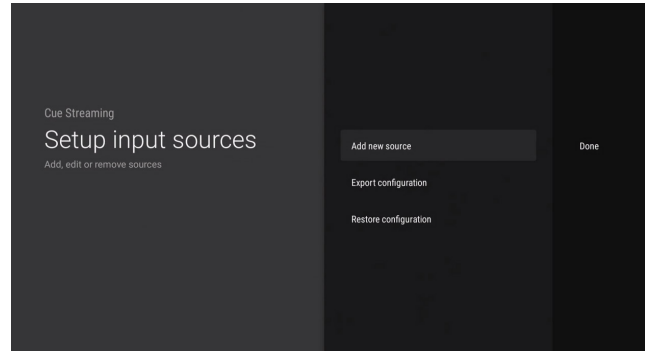 Cue Streaming
Setup input sources
Add, edit or remove sources
Add new source
Done
Export configuration
Restore configuration